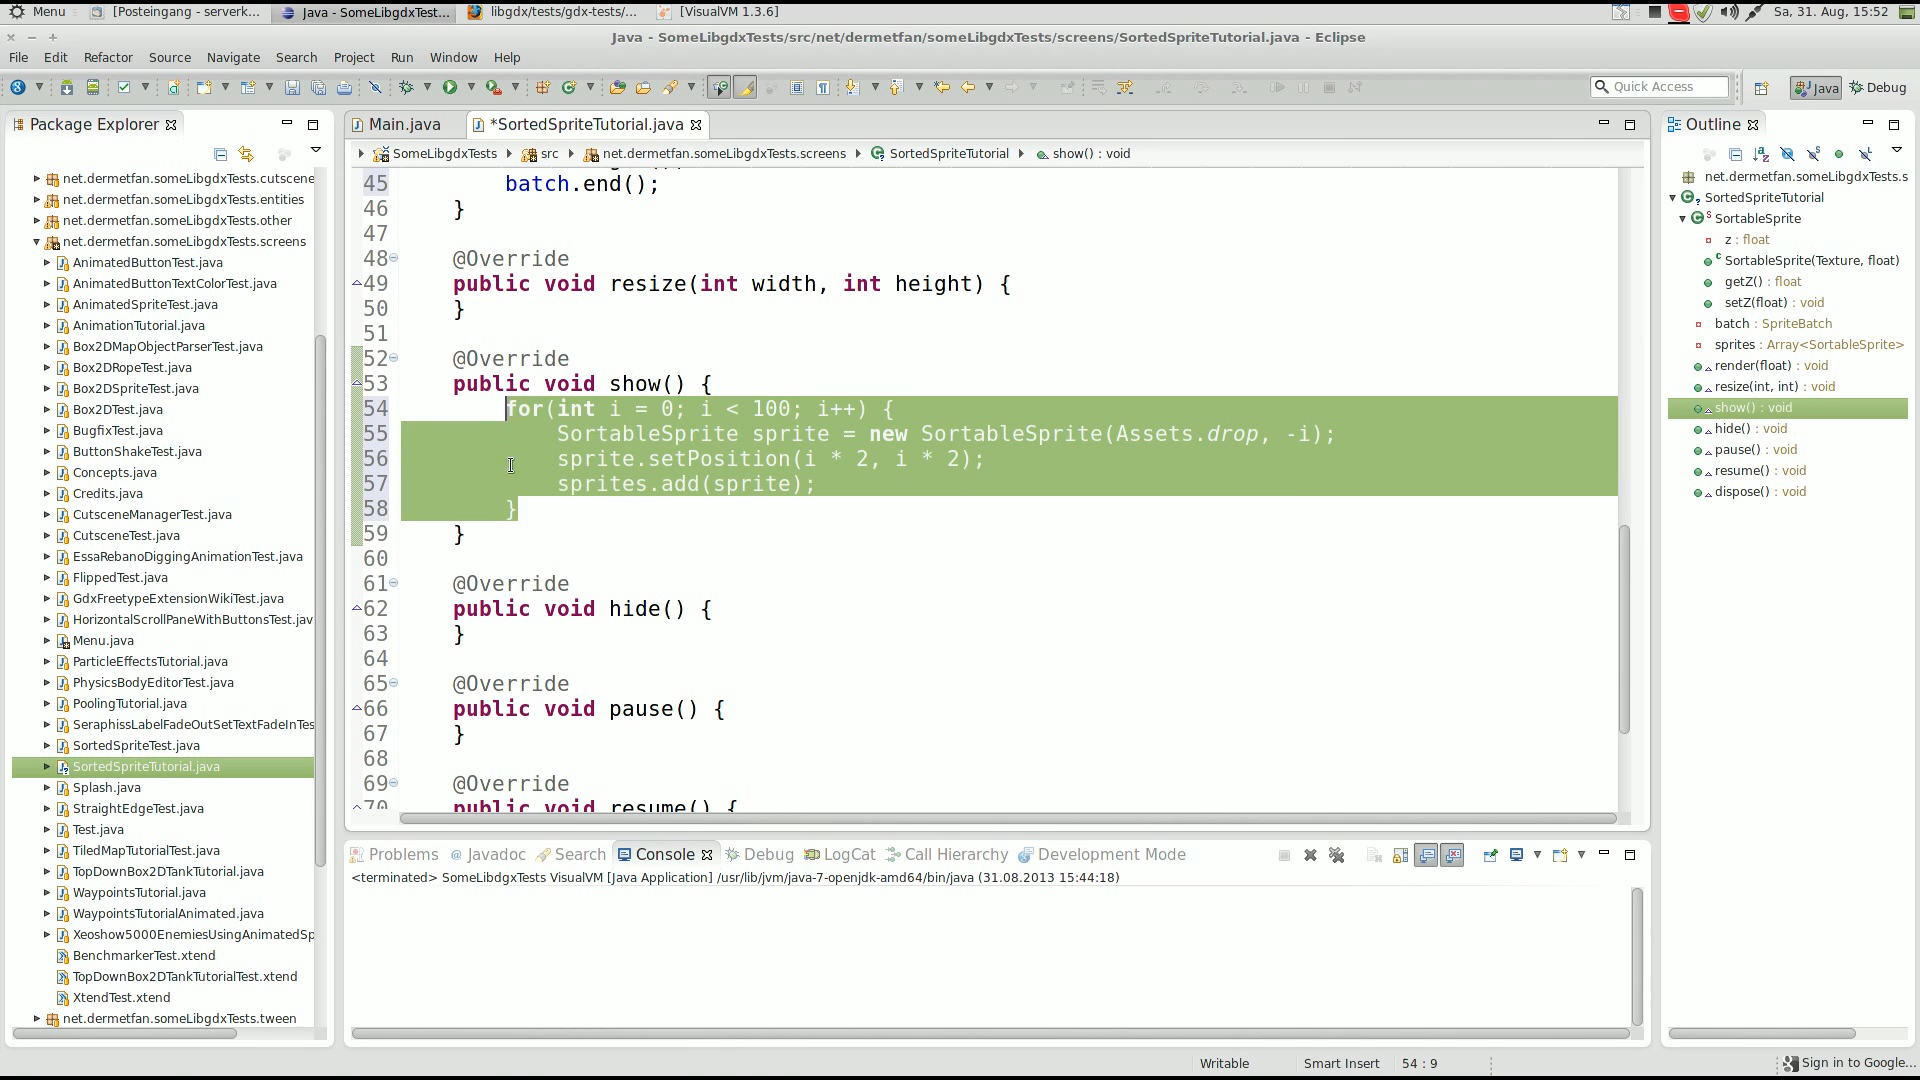 Menu [Posteingang - serverk... Java - SomeLibgdxTest... libgdx/tests/gdx-tests/... [VisualVM 1.3.6] Sa, 31. Aug, 15:52
Java - SomeLibgdxTests/src/net/dermetfan/someLibgdxTests/screens/SortedSpriteTutorial.java - Eclipse
File Edit Refactor Source Navigate Search Project Run Window Help
Quick Access Java Debug
Package Explorer
net.dermetfan.someLibgdxTests.cutscene
net.dermetfan.someLibgdxTests.entities
net.dermetfan.someLibgdxTests.other
net.dermetfan.someLibgdxTests.screens
AnimatedButtonTest.java
AnimatedButtonTextColorTest.java
AnimatedSpriteTest.java
AnimationTutorial.java
Box2DMapObjectParserTest.java
Box2DRopeTest.java
Box2DSpriteTest.java
Box2DTest.java
BugfixTest.java
ButtonShakeTest.java
Concepts.java
Credits.java
CutsceneManagerTest.java
CutsceneTest.java
EssaRebanoDiggingAnimationTest.java
FlippedTest.java
GdxFreetypeExtensionWikiTest.java
HorizontalScrollPaneWithButtonsTest.jav
Menu.java
ParticleEffectsTutorial.java
PhysicsBodyEditorTest.java
PoolingTutorial.java
SeraphissLabelFadeOutSetTextFadeInTes
SortedSpriteTest.java
SortedSpriteTutorial.java
Splash.java
StraightEdgeTest.java
Test.java
TiledMapTutorialTest.java
TopDownBox2DTankTutorial.java
WaypointsTutorial.java
WaypointsTutorialAnimated.java
Xeoshow5000EnemiesUsingAnimatedSp
BenchmarkerTest.xtend
TopDownBox2DTankTutorialTest.xtend
XtendTest.xtend
net.dermetfan.someLibgdxTests.tween
Main.java *SortedSpriteTutorial.java
SomeLibgdxTests src net.dermetfan.someLibgdxTests.screens SortedSpriteTutorial show() : void
45 batch.end();
46 }
47
48 @Override
49 public void resize(int width, int height) {
50 }
51
52 @Override
53 public void show() {
54 for(int i = 0; i < 100; i++) {
55 SortableSprite sprite = new SortableSprite(Assets.drop, -i);
56 sprite.setPosition(i * 2, i * 2);
57 sprites.add(sprite);
58 }
59 }
60
61 @Override
62 public void hide() {
63 }
64
65 @Override
66 public void pause() {
67 }
68
69 @Override
70 public void resume() {
Problems Javadoc Search Console Debug LogCat Call Hierarchy Development Mode
<terminated> SomeLibdgxTests VisualVM [Java Application] /usr/lib/jvm/java-7-openjdk-amd64/bin/java (31.08.2013 15:44:18)
Outline
net.dermetfan.someLibgdxTests.s
SortedSpriteTutorial
SortableSprite
z : float
SortableSprite(Texture, float)
getZ() : float
setZ(float) : void
batch : SpriteBatch
sprites : Array<SortableSprite>
render(float) : void
resize(int, int) : void
show() : void
hide() : void
pause() : void
resume() : void
dispose() : void
Writable Smart Insert 54 : 9 Sign in to Google...